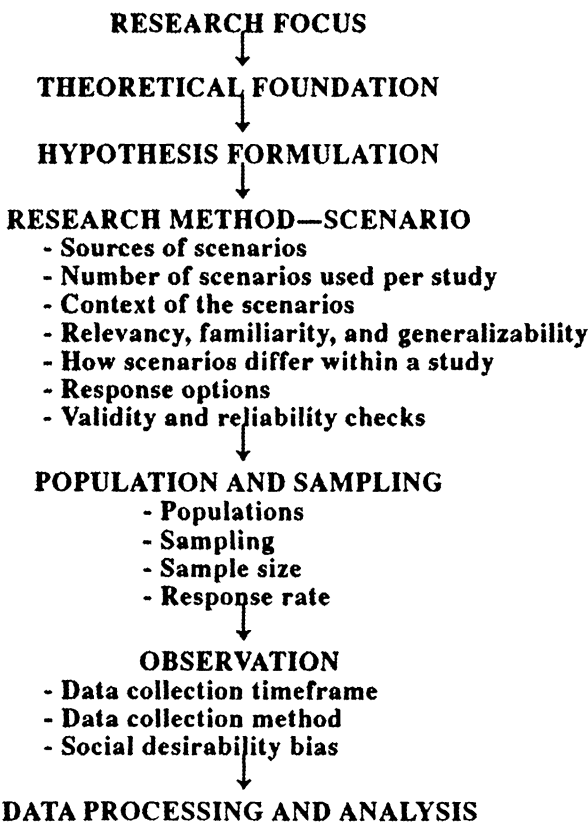 RESEARCH FOCUS
THEORETICAL FOUNDATION
HYPOTHESIS FORMULATION
RESEARCH METHOD—SCENARIO
- Sources of scenarios
- Number of scenarios used per study
- Context of the scenarios
- Relevancy, familiarity, and generalizability
- How scenarios differ within a study
- Response options
- Validity and reliability checks
POPULATION AND SAMPLING
- Populations
- Sampling
- Sample size
- Response rate
OBSERVATION
- Data collection timeframe
- Data collection method
- Social desirability bias
DATA PROCESSING AND ANALYSIS